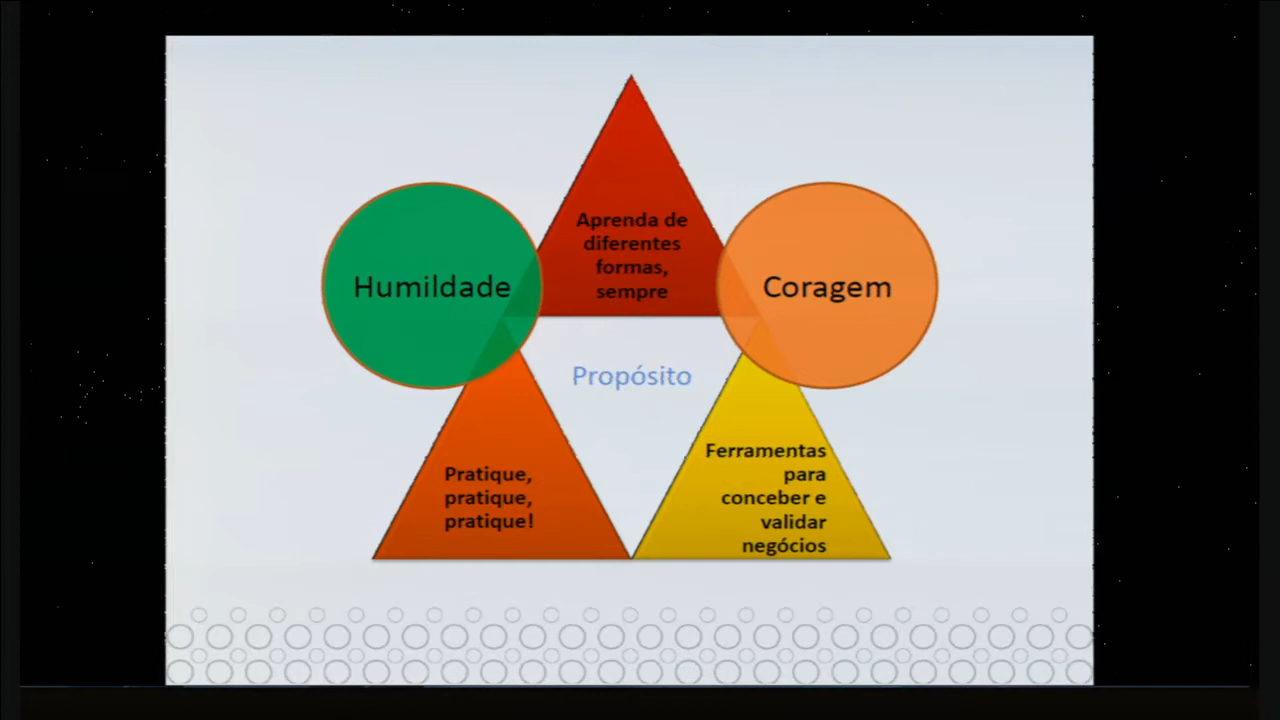 Aprenda de
diferentes
formas,
sempre
Humildade
Coragem
Propósito
Pratique,
pratique,
pratique!
Ferramentas
para
conceber e
validar
negócios